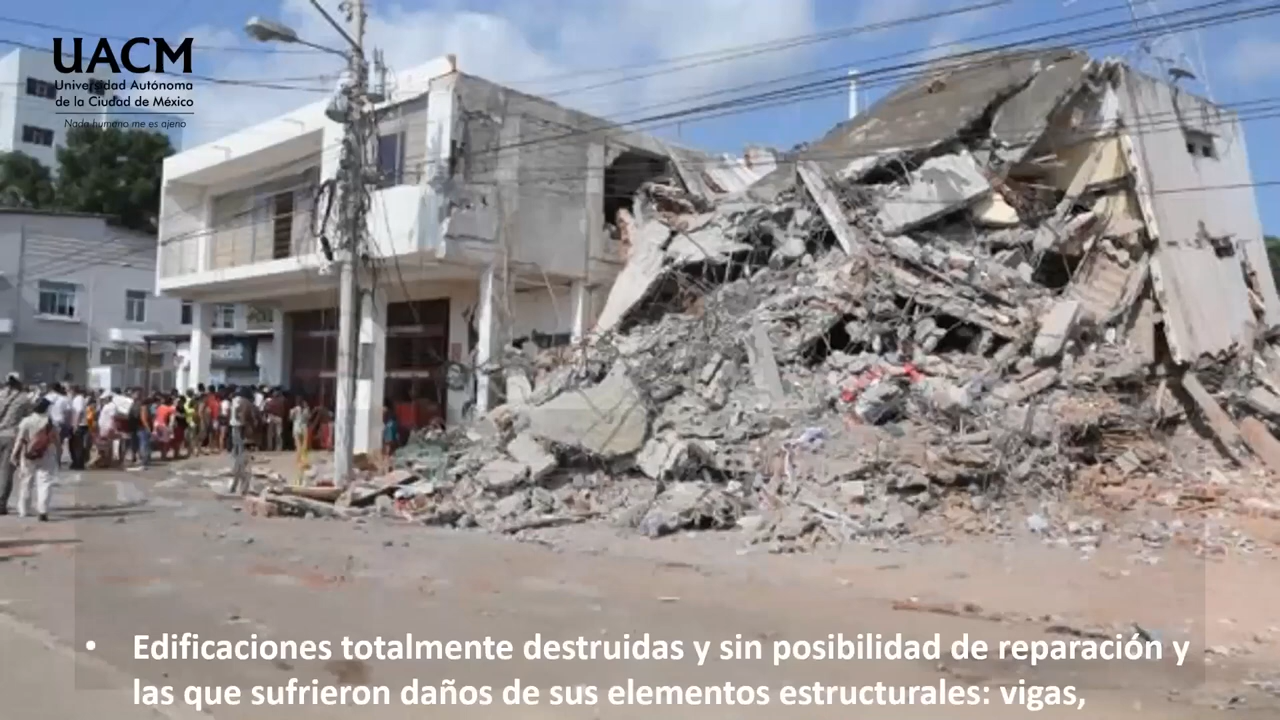 UACM
Universidad Autónoma
de la Ciudad de México
Nada humano me es ajeno
• Edificaciones totalmente destruidas y sin posibilidad de reparación y
las que sufrieron daños de sus elementos estructurales: vigas,